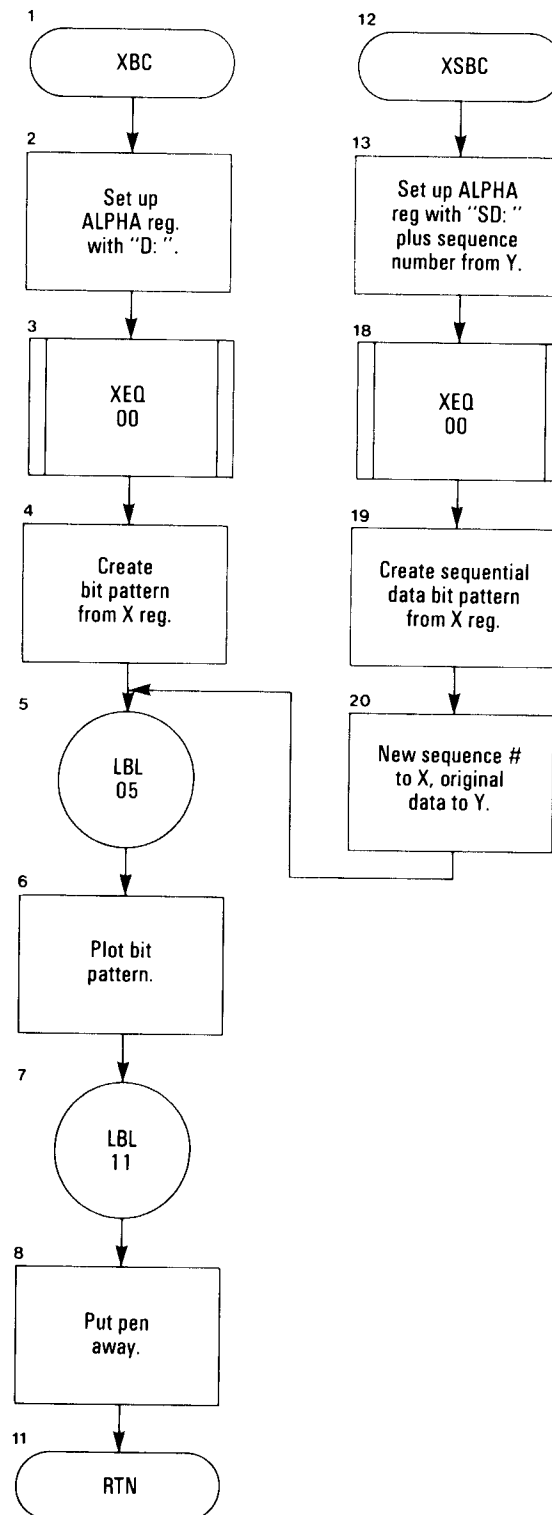 1
XBC
2
Set up
ALPHA reg.
with "D: ".
3
XEQ
00
4
Create
bit pattern
from X reg.
5
LBL
05
6
Plot bit
pattern.
7
LBL
11
8
Put pen
away.
11
RTN
12
XSBC
13
Set up ALPHA
reg with "SD: "
plus sequence
number from Y.
18
XEQ
00
19
Create sequential
data bit pattern
from X reg.
20
New sequence #
to X, original
data to Y.